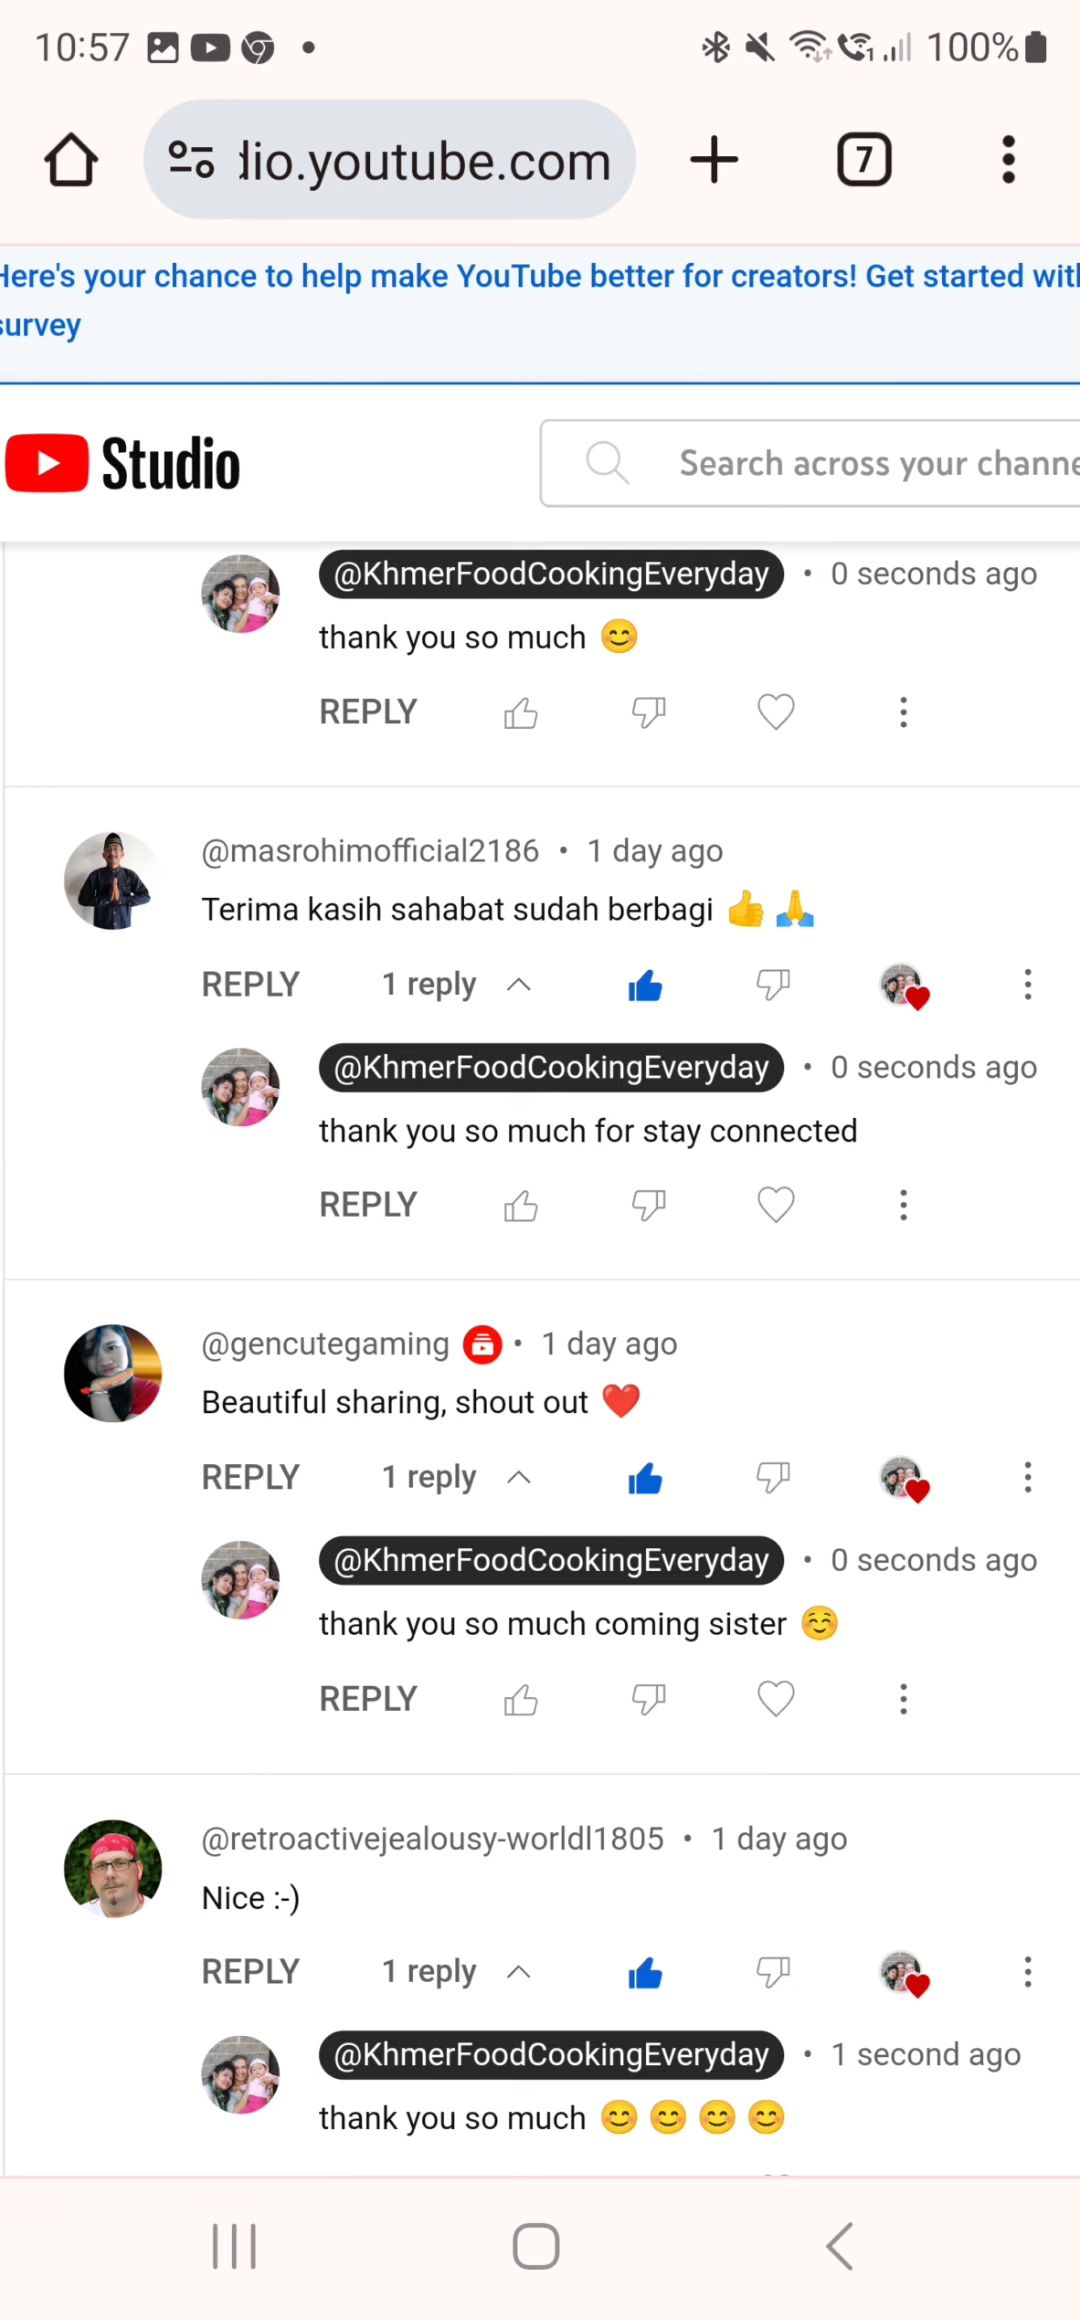 10:57 100%
dio.youtube.com 7
Here's your chance to help make YouTube better for creators! Get started with
survey
Studio Search across your channe
@KhmerFoodCookingEveryday • 0 seconds ago
thank you so much 😊
REPLY
@masrohimofficial2186 • 1 day ago
Terima kasih sahabat sudah berbagi 👍 🙏
REPLY 1 reply
@KhmerFoodCookingEveryday • 0 seconds ago
thank you so much for stay connected
REPLY
@gencutegaming • 1 day ago
Beautiful sharing, shout out ❤️
REPLY 1 reply
@KhmerFoodCookingEveryday • 0 seconds ago
thank you so much coming sister ☺️
REPLY
@retroactivejealousy-worldl1805 • 1 day ago
Nice :-)
REPLY 1 reply
@KhmerFoodCookingEveryday • 1 second ago
thank you so much 😊 😊 😊 😊